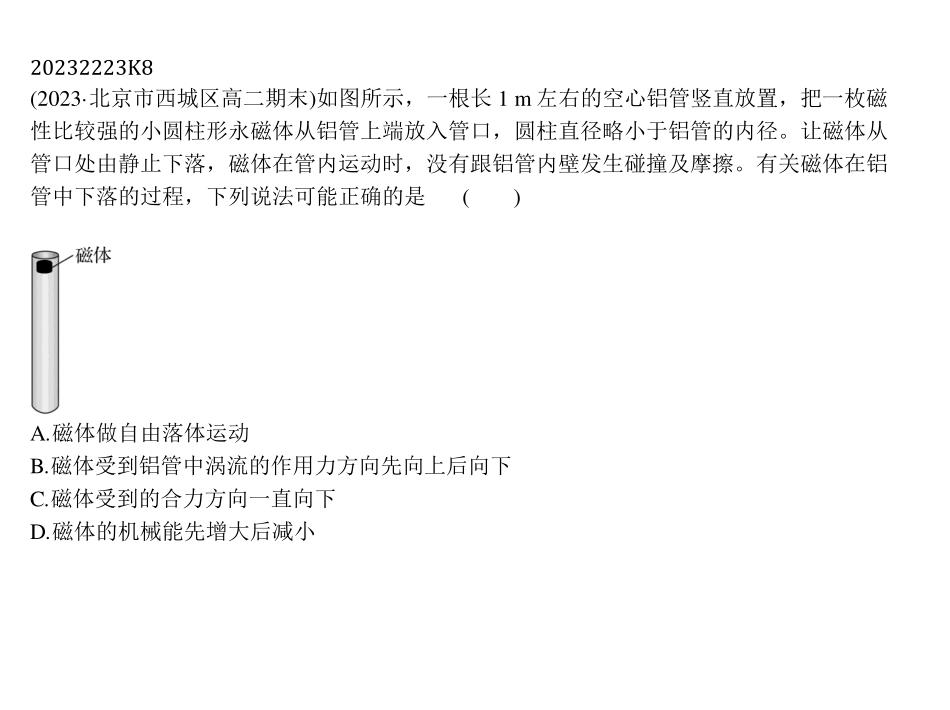 20232223K8
(2023·北京市西城区高二期末)如图所示，一根长 1 m 左右的空心铝管竖直放置，把一枚磁
性比较强的小圆柱形永磁体从铝管上端放入管口，圆柱直径略小于铝管的内径。让磁体从
管口处由静止下落，磁体在管内运动时，没有跟铝管内壁发生碰撞及摩擦。有关磁体在铝
管中下落的过程，下列说法可能正确的是 ( )
磁体
A.磁体做自由落体运动
B.磁体受到铝管中涡流的作用力方向先向上后向下
C.磁体受到的合力方向一直向下
D.磁体的机械能先增大后减小